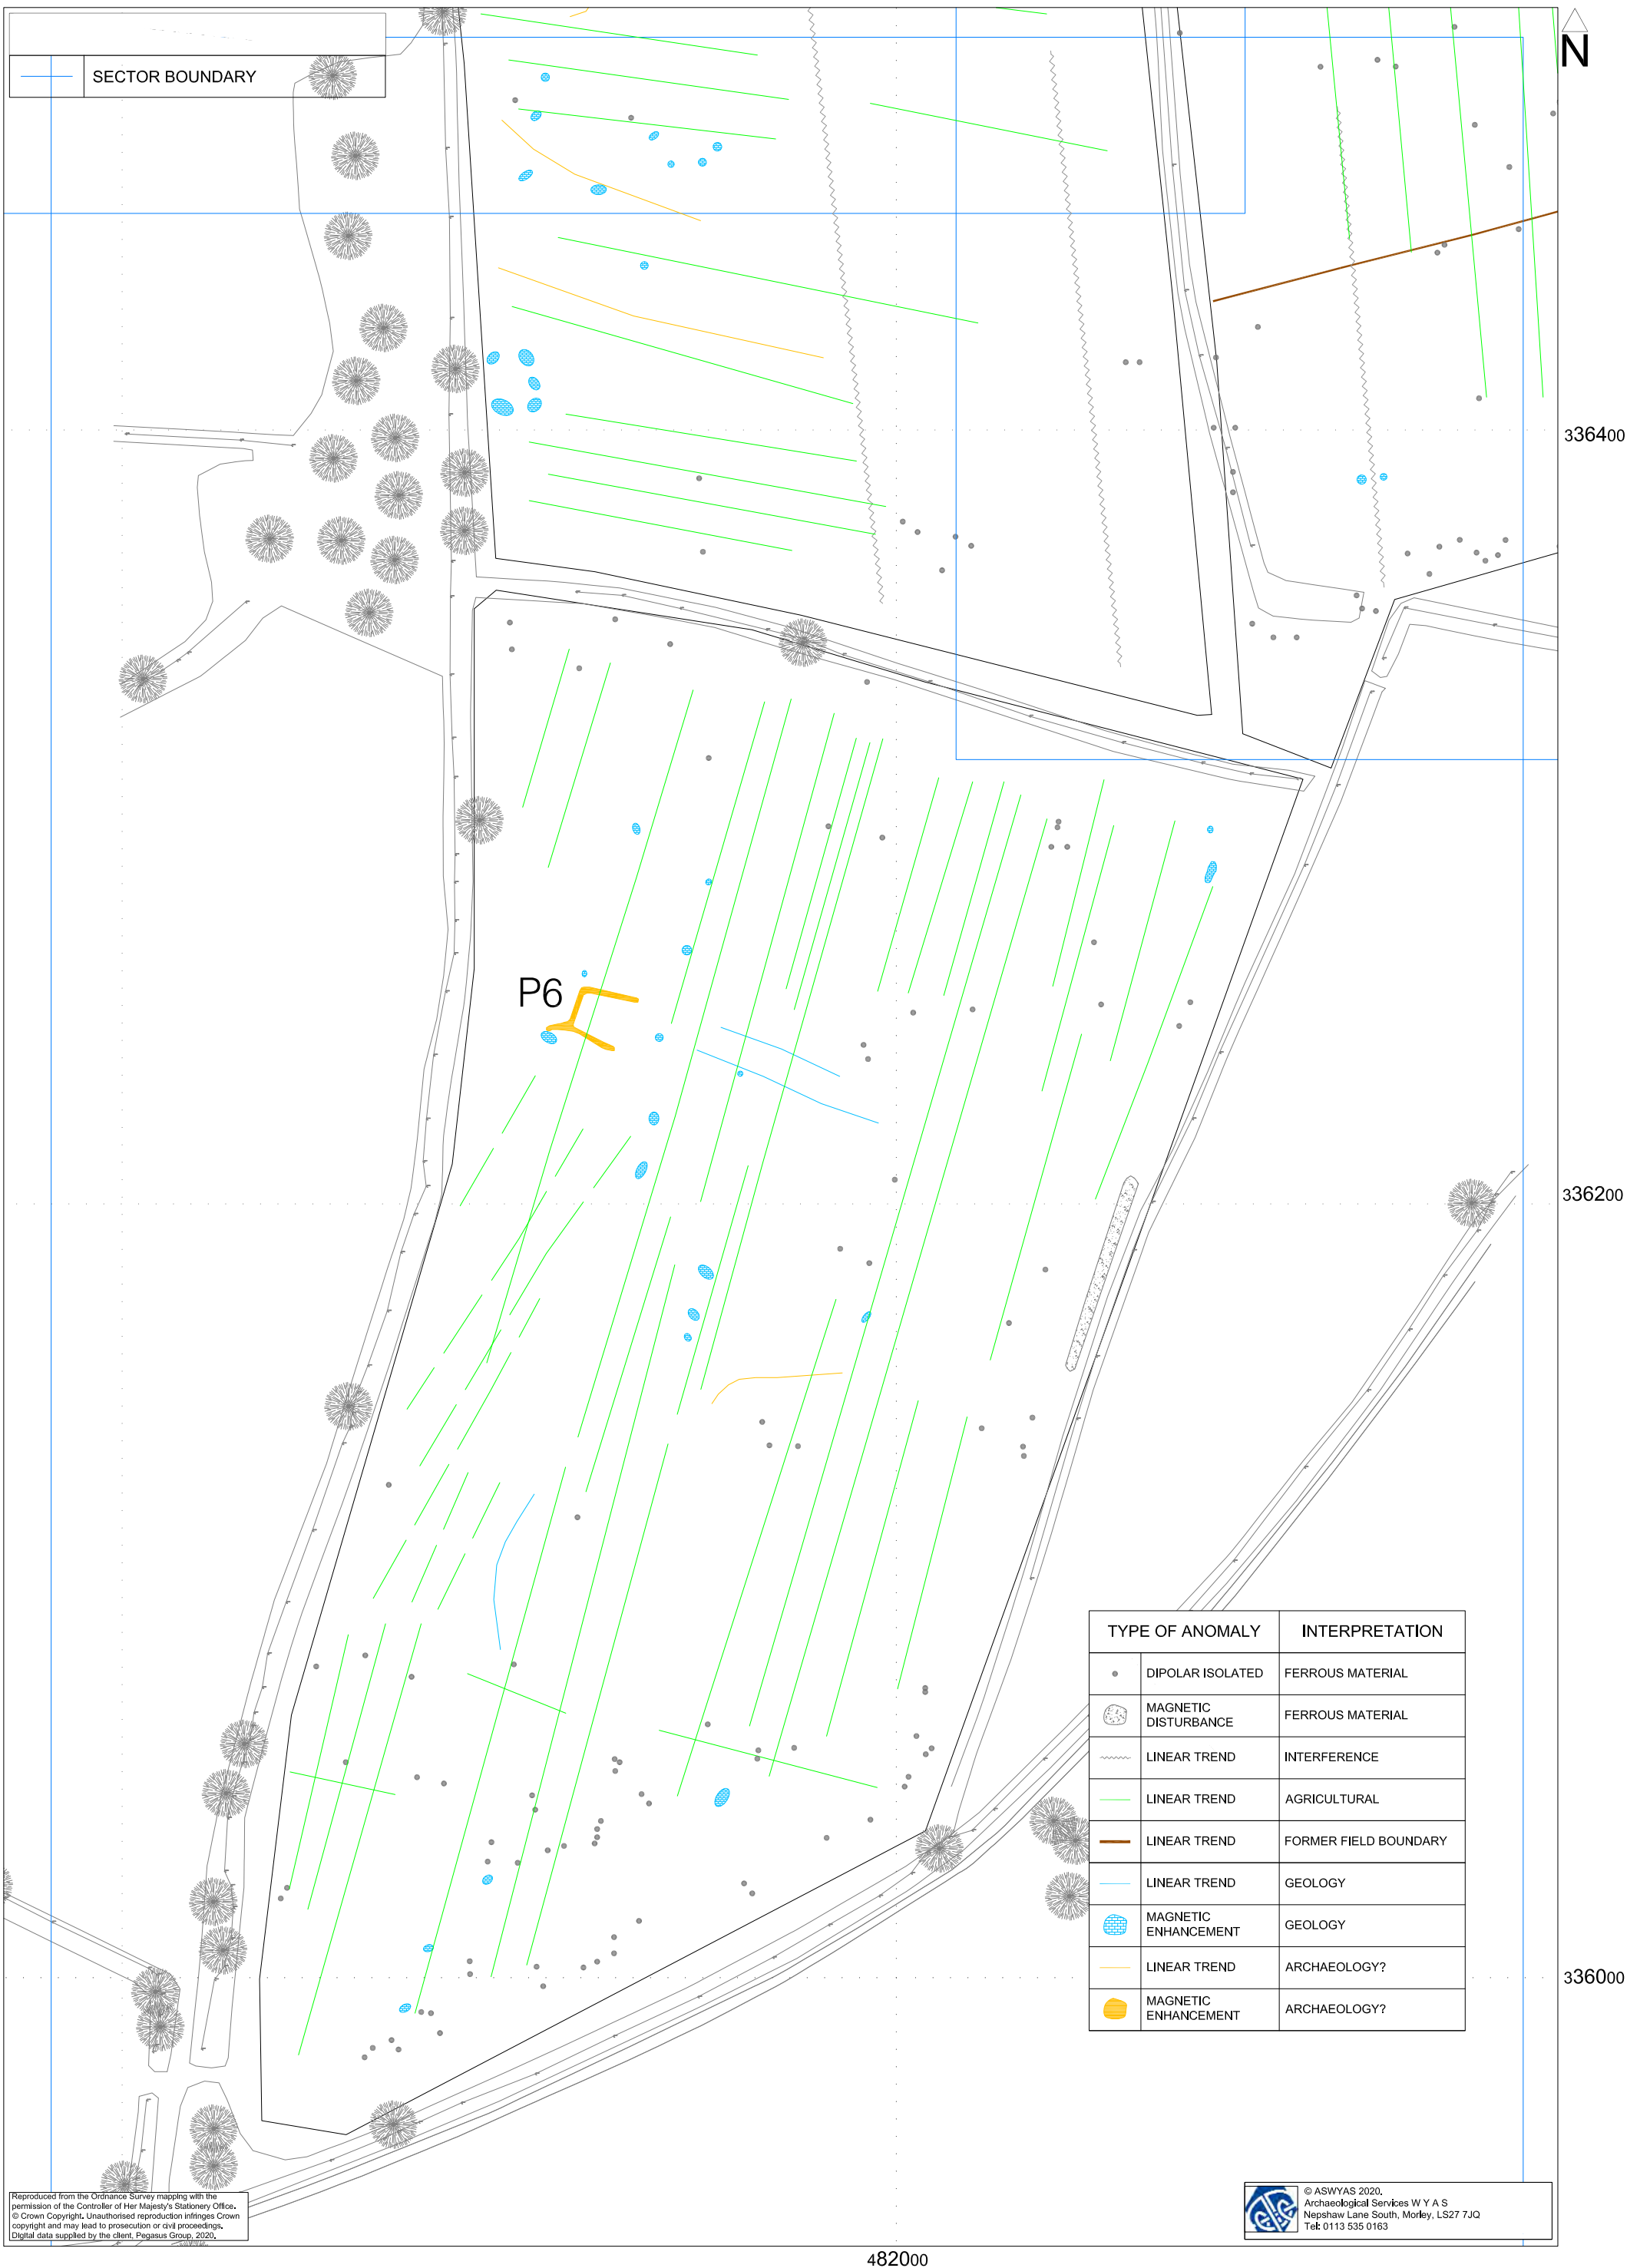 N
SECTOR BOUNDARY
336400
P6
336200
TYPE OF ANOMALY INTERPRETATION
DIPOLAR ISOLATED FERROUS MATERIAL
MAGNETIC
DISTURBANCE FERROUS MATERIAL
LINEAR TREND INTERFERENCE
LINEAR TREND AGRICULTURAL
LINEAR TREND FORMER FIELD BOUNDARY
LINEAR TREND GEOLOGY
MAGNETIC
ENHANCEMENT GEOLOGY
LINEAR TREND ARCHAEOLOGY?
MAGNETIC
ENHANCEMENT ARCHAEOLOGY?
336000
Reproduced from the Ordnance Survey mapping with the
permission of the Controller of Her Majesty's Stationery Office.
© Crown Copyright. Unauthorised reproduction infringes Crown
copyright and may lead to prosecution or civil proceedings.
Digital data supplied by the client, Pegasus Group, 2020.
© ASWYAS 2020.
Archaeological Services W Y A S
Nepshaw Lane South, Morley, LS27 7JQ
Tel: 0113 535 0163
482000